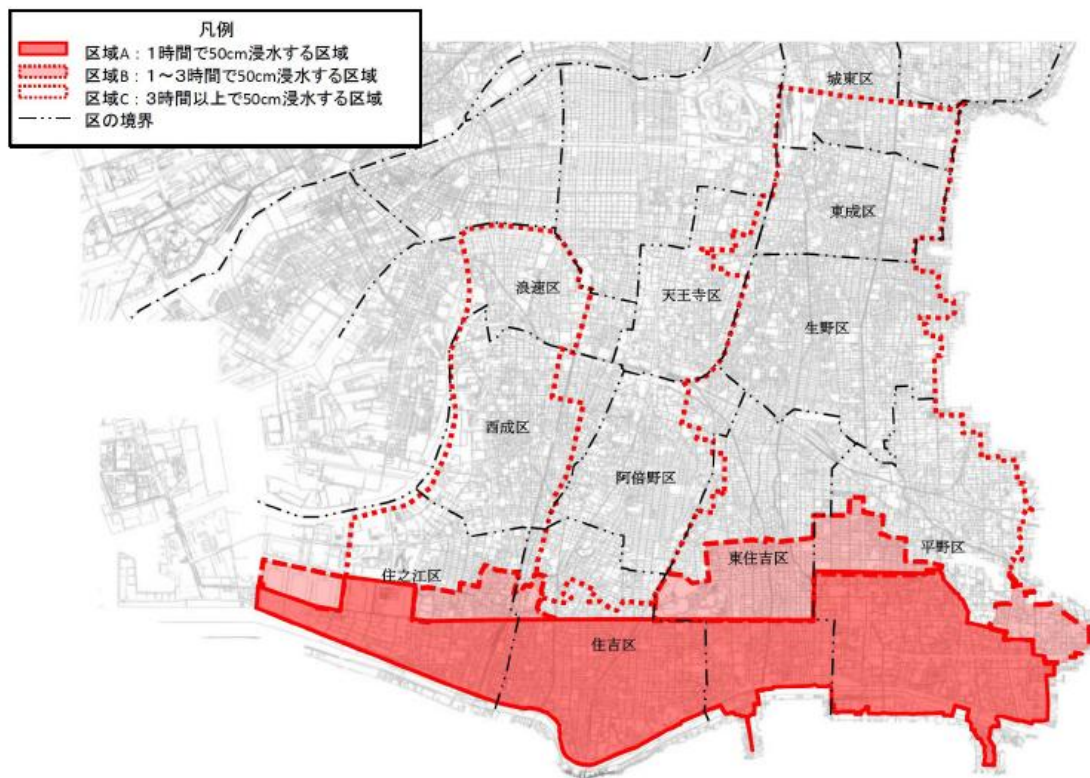 凡例
区域A：1時間で50cm浸水する区域
区域B：1～3時間で50cm浸水する区域
区域C：3時間以上で50cm浸水する区域
区の境界
城東区
東成区
浪速区
天王寺区
生野区
西成区
阿倍野区
住之江区
東住吉区
平野区
住吉区